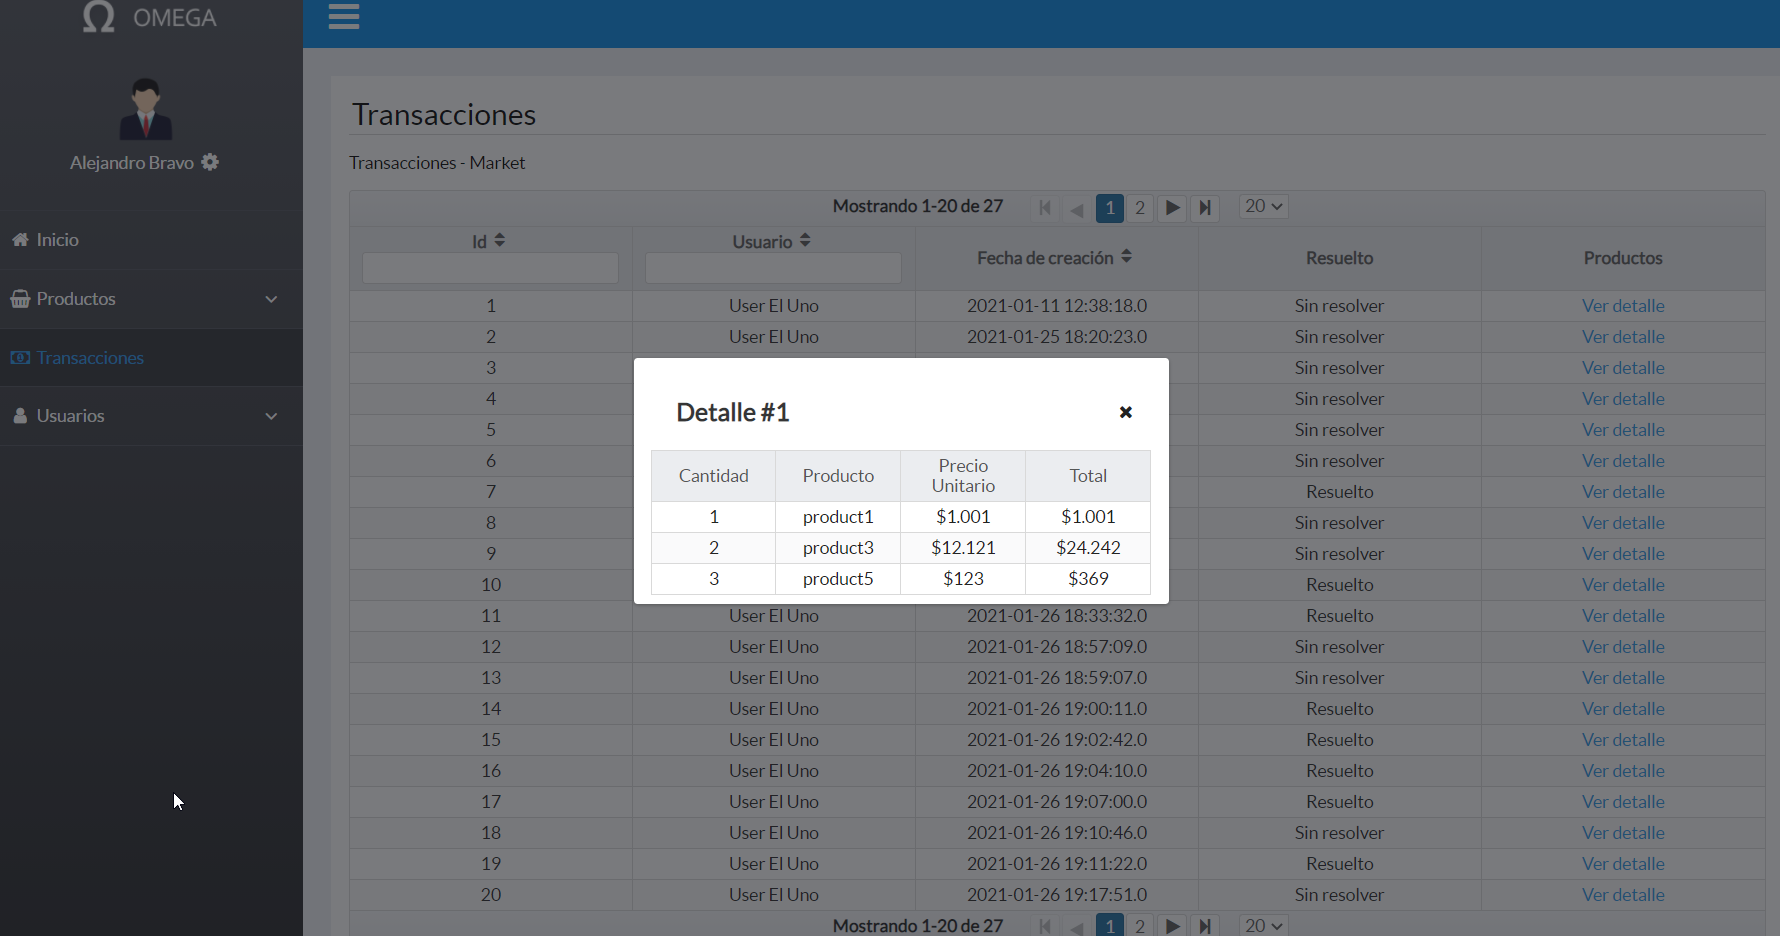 Ω OMEGA
Alejandro Bravo
Inicio
Productos
Transacciones
Usuarios
Transacciones
Transacciones - Market
Mostrando 1-20 de 27 1 2 20
Id Usuario Fecha de creación Resuelto Productos
1 User El Uno 2021-01-11 12:38:18.0 Sin resolver Ver detalle
2 User El Uno 2021-01-25 18:20:23.0 Sin resolver Ver detalle
3 Sin resolver Ver detalle
4 Sin resolver Ver detalle
5 Sin resolver Ver detalle
6 Sin resolver Ver detalle
7 Resuelto Ver detalle
8 Sin resolver Ver detalle
9 Sin resolver Ver detalle
10 Resuelto Ver detalle
11 User El Uno 2021-01-26 18:33:32.0 Resuelto Ver detalle
12 User El Uno 2021-01-26 18:57:09.0 Sin resolver Ver detalle
13 User El Uno 2021-01-26 18:59:07.0 Sin resolver Ver detalle
14 User El Uno 2021-01-26 19:00:11.0 Resuelto Ver detalle
15 User El Uno 2021-01-26 19:02:42.0 Resuelto Ver detalle
16 User El Uno 2021-01-26 19:04:10.0 Resuelto Ver detalle
17 User El Uno 2021-01-26 19:07:00.0 Resuelto Ver detalle
18 User El Uno 2021-01-26 19:10:46.0 Sin resolver Ver detalle
19 User El Uno 2021-01-26 19:11:22.0 Resuelto Ver detalle
20 User El Uno 2021-01-26 19:17:51.0 Sin resolver Ver detalle
Mostrando 1-20 de 27 1 2 20
Detalle #1
Cantidad Producto Precio Unitario Total
1 product1 $1.001 $1.001
2 product3 $12.121 $24.242
3 product5 $123 $369